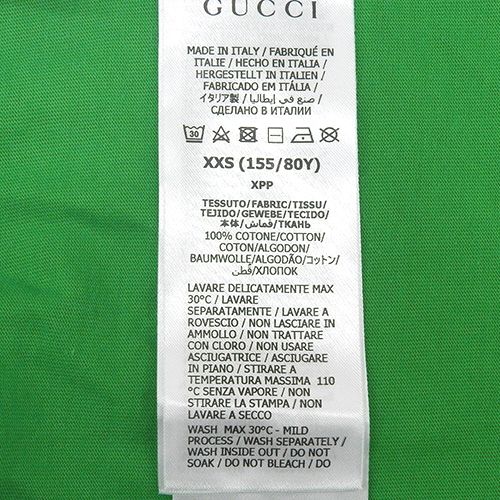 GUCCI
MADE IN ITALY / FABRIQUÉ EN
ITALIE / HECHO EN ITALIA /
HERGESTELLT IN ITALIEN /
FABRICADO EM ITÁLIA /
イタリア製 / صنع في إيطاليا /
СДЕЛАНО В ИТАЛИИ
30
XXS (155/80Y)
XPP
TESSUTO/FABRIC/TISSU/
TEJIDO/GEWEBE/TECIDO/
本体/قماش/ТКАНЬ
100% COTONE/COTTON/
COTON/ALGODON/
BAUMWOLLE/ALGODÃO/コットン/
قطن/ХЛОПОК
LAVARE DELICATAMENTE MAX
30°C / LAVARE
SEPARATAMENTE / LAVARE A
ROVESCIO / NON LASCIARE IN
AMMOLLO / NON TRATTARE
CON CLORO / NON USARE
ASCIUGATRICE / ASCIUGARE
IN PIANO / STIRARE A
TEMPERATURA MASSIMA 110
°C SENZA VAPORE / NON
STIRARE LA STAMPA / NON
LAVARE A SECCO
WASH MAX 30°C - MILD
PROCESS / WASH SEPARATELY /
WASH INSIDE OUT / DO NOT
SOAK / DO NOT BLEACH / DO